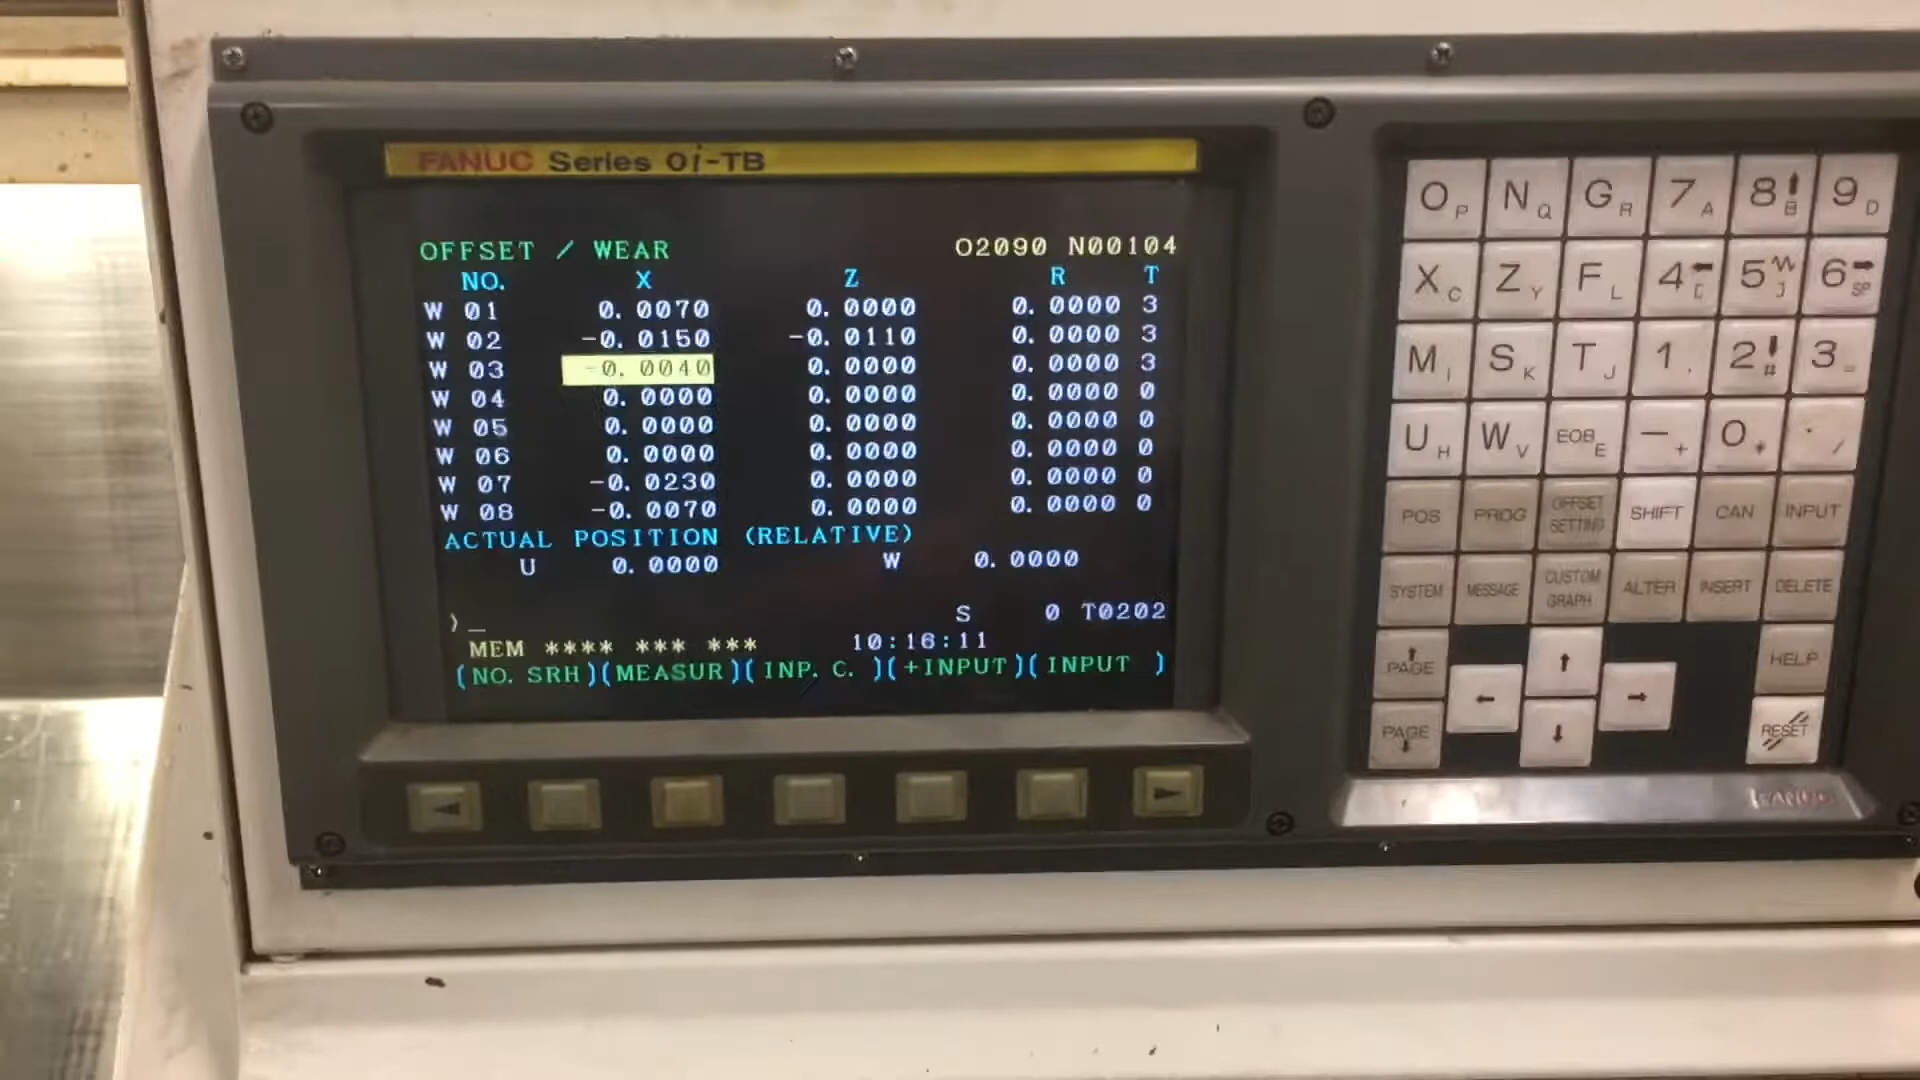 FANUC Series 0i-TB
OFFSET / WEAR O2090 N00104
NO. X Z R T
W 01 0.0070 0.0000 0.0000 3
W 02 -0.0150 -0.0110 0.0000 3
W 03 -0.0040 0.0000 0.0000 3
W 04 0.0000 0.0000 0.0000 0
W 05 0.0000 0.0000 0.0000 0
W 06 0.0000 0.0000 0.0000 0
W 07 -0.0230 0.0000 0.0000 0
W 08 -0.0070 0.0000 0.0000 0
ACTUAL POSITION (RELATIVE)
U 0.0000 W 0.0000
)_
S 0 T0202
MEM **** *** *** 10:16:11
(NO. SRH)(MEASUR)(INP. C. )(+INPUT)(INPUT )
O P N Q G R 7 A 8 B 9 D
X C Z Y F L 4 [ 5 ] 6 SP
M I S K T J 1 , 2 # 3 =
U H W V EOB E - + 0 * . /
POS PROG OFFSET SETTING SHIFT CAN INPUT
SYSTEM MESSAGE CUSTOM GRAPH ALTER INSERT DELETE
PAGE ↑ HELP
PAGE ← ↓ → RESET
FANUC